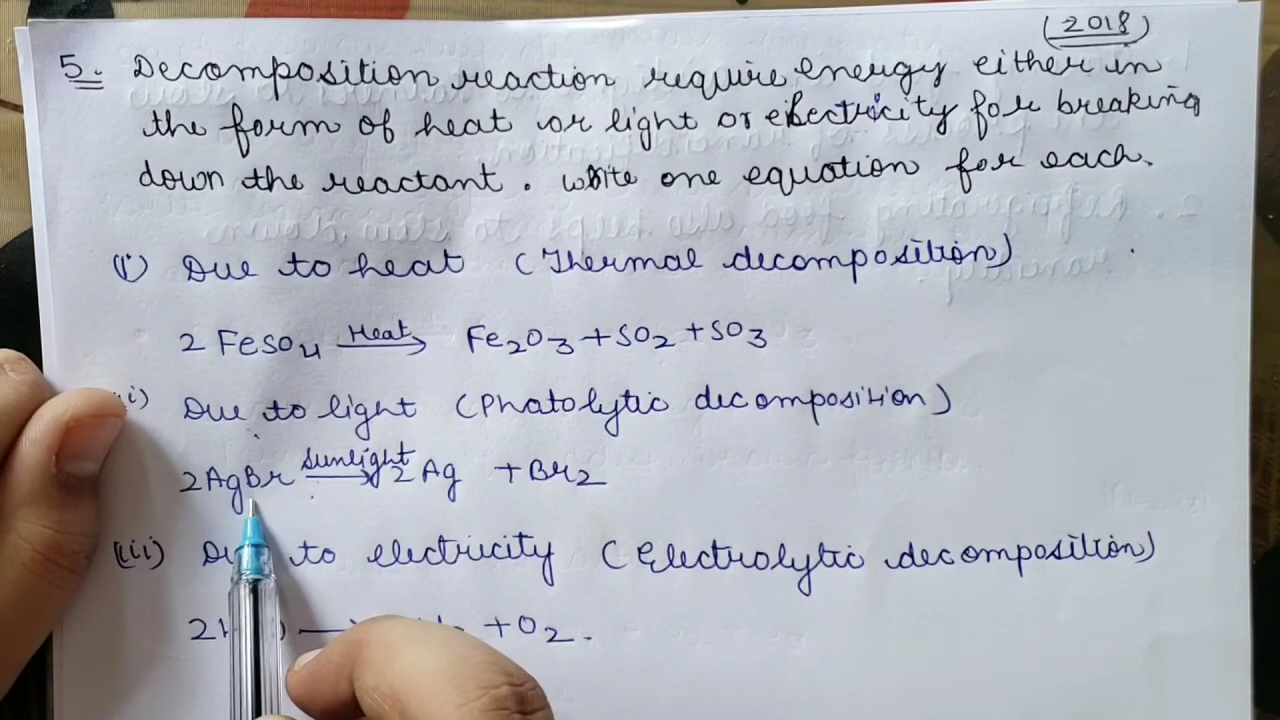 (2018)
5. Decomposition reaction require energy either in
the form of heat or light or electricity for breaking
down the reactant. Write one equation for each.
(i) Due to heat (Thermal decomposition)
2 FeSO4 Heat→ Fe2O3 + SO2 + SO3
i) Due to light (Phatolytic decomposition)
2AgBr sunlight→ 2 Ag + Br2
(iii) to electricity (Electrolytic decomposition)
+ O2.